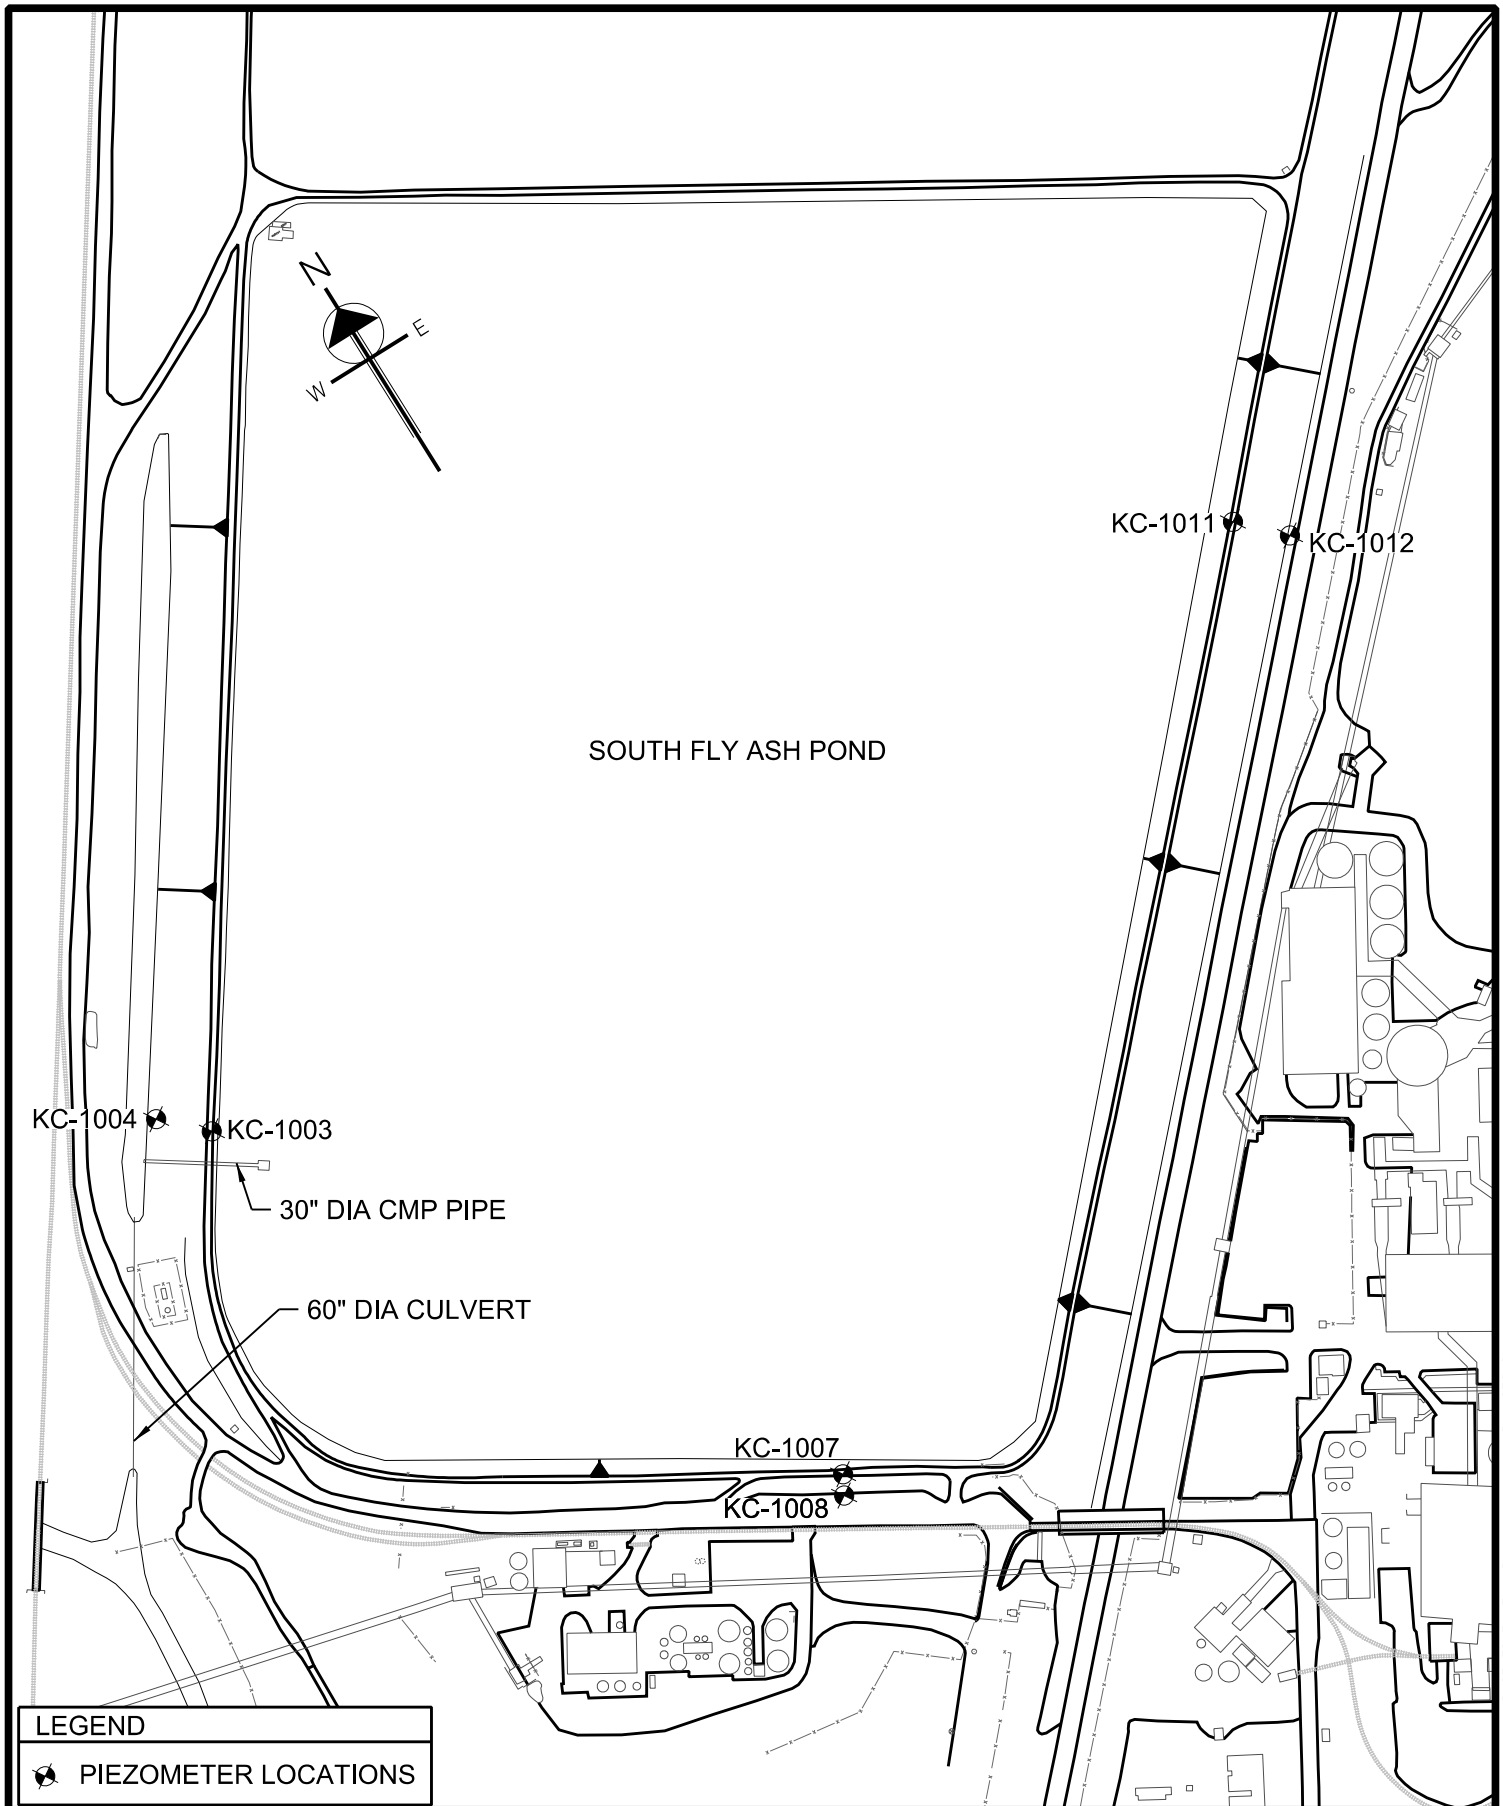 N
E
W
KC-1011
KC-1012
SOUTH FLY ASH POND
KC-1004
KC-1003
30" DIA CMP PIPE
60" DIA CULVERT
KC-1007
KC-1008
LEGEND
PIEZOMETER LOCATIONS